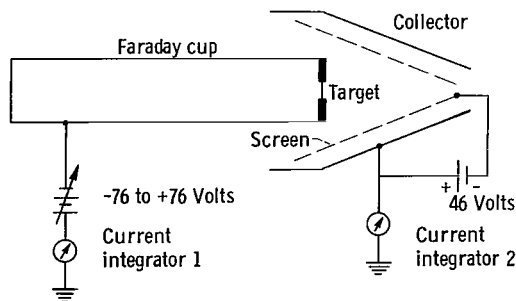 Collector
Faraday cup
Target
Screen
-76 to +76 Volts
+ -
46 Volts
Current
integrator 1
Current
integrator 2